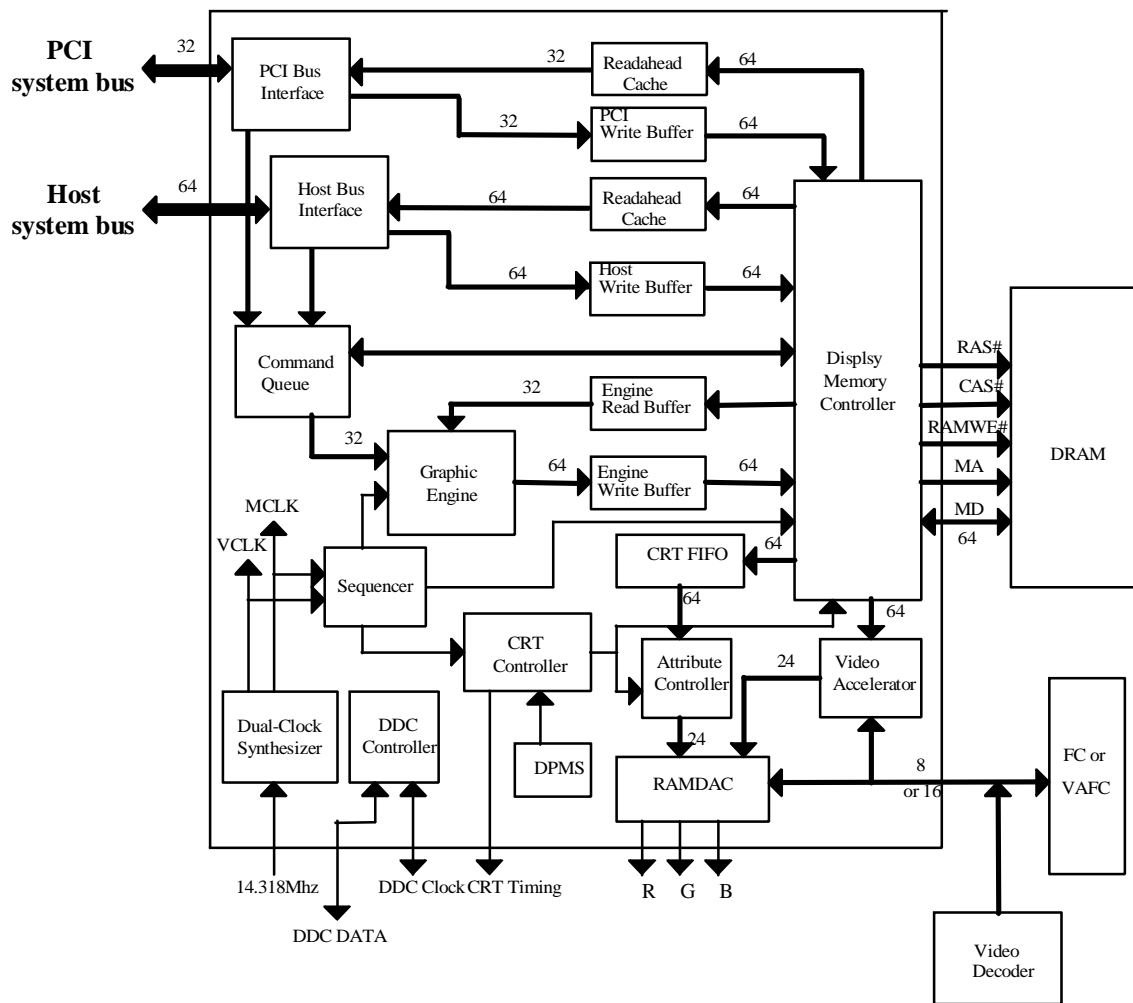 PCI
system bus
32
PCI Bus
Interface
32
Readahead
Cache
64
32
PCI
Write Buffer
64
Host
system bus
64
Host Bus
Interface
64
Readahead
Cache
64
64
Host
Write Buffer
64
Command
Queue
Displsy
Memory
Controller
RAS#
CAS#
RAMWE#
MA
MD
64
DRAM
32
Engine
Read Buffer
32
Graphic
Engine
64
Engine
Write Buffer
64
MCLK
VCLK
Sequencer
CRT FIFO
64
64
64
CRT
Controller
Attribute
Controller
24
Video
Accelerator
Dual-Clock
Synthesizer
DDC
Controller
DPMS
24
RAMDAC
8
or 16
FC or
VAFC
14.318Mhz
DDC Clock
CRT Timing
R
G
B
DDC DATA
Video
Decoder